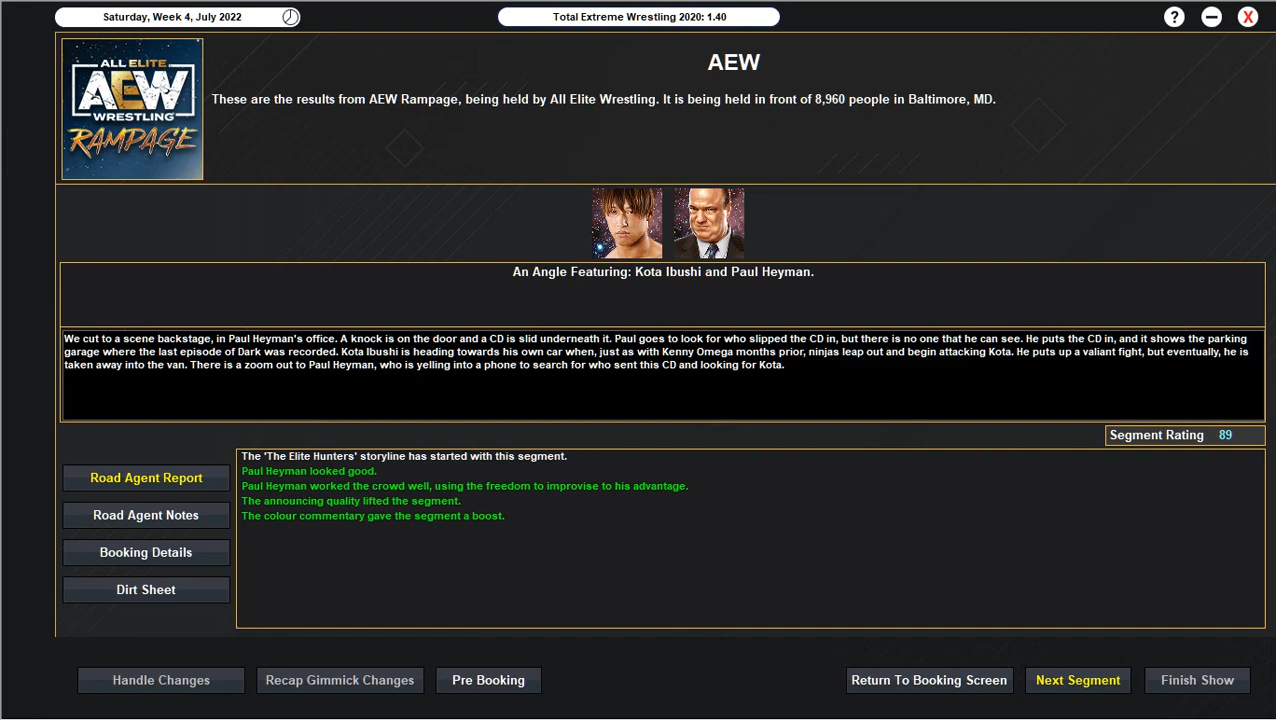 Saturday, Week 4, July 2022
Total Extreme Wrestling 2020: 1.40
?
X
ALL ELITE
AEW
WRESTLING
RAMPAGE
AEW
These are the results from AEW Rampage, being held by All Elite Wrestling. It is being held in front of 8,960 people in Baltimore, MD.
An Angle Featuring: Kota Ibushi and Paul Heyman.
We cut to a scene backstage, in Paul Heyman's office. A knock is on the door and a CD is slid underneath it. Paul goes to look for who slipped the CD in, but there is no one that he can see. He puts the CD in, and it shows the parking
garage where the last episode of Dark was recorded. Kota Ibushi is heading towards his own car when, just as with Kenny Omega months prior, ninjas leap out and begin attacking Kota. He puts up a valiant fight, but eventually, he is
taken away into the van. There is a zoom out to Paul Heyman, who is yelling into a phone to search for who sent this CD and looking for Kota.
Segment Rating 89
Road Agent Report
Road Agent Notes
Booking Details
Dirt Sheet
The 'The Elite Hunters' storyline has started with this segment.
Paul Heyman looked good.
Paul Heyman worked the crowd well, using the freedom to improvise to his advantage.
The announcing quality lifted the segment.
The colour commentary gave the segment a boost.
Handle Changes
Recap Gimmick Changes
Pre Booking
Return To Booking Screen
Next Segment
Finish Show